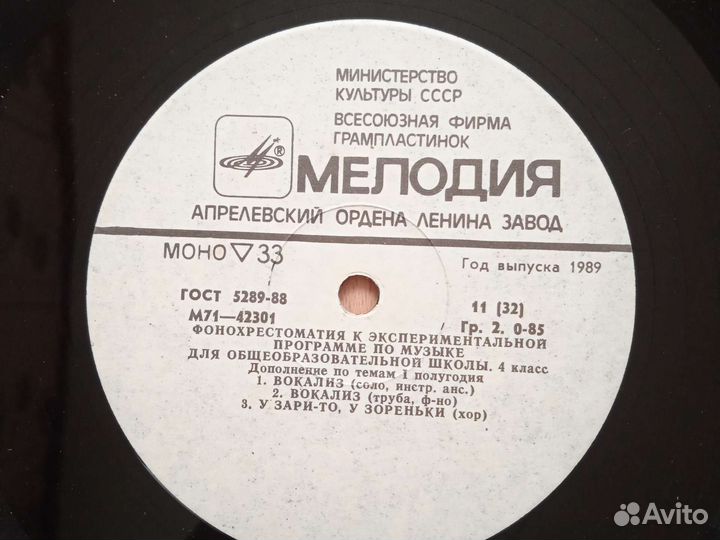 МИНИСТЕРСТВО
КУЛЬТУРЫ СССР
ВСЕСОЮЗНАЯ ФИРМА
ГРАМПЛАСТИНОК
®
МЕЛОДИЯ
АПРЕЛЕВСКИЙ ОРДЕНА ЛЕНИНА ЗАВОД
МОНО ▽ 33
Год выпуска 1989
ГОСТ 5289-88
11 (32)
М71—42301
Гр. 2. 0-85
ФОНОХРЕСТОМАТИЯ К ЭКСПЕРИМЕНТАЛЬНОЙ
ПРОГРАММЕ ПО МУЗЫКЕ
ДЛЯ ОБЩЕОБРАЗОВАТЕЛЬНОЙ ШКОЛЫ. 4 класс
Дополнение по темам I полугодия
1. ВОКАЛИЗ (соло, инстр. анс.)
2. ВОКАЛИЗ (труба, ф-но)
3. У ЗАРИ-ТО, У ЗОРЕНЬКИ (хор)
Avito